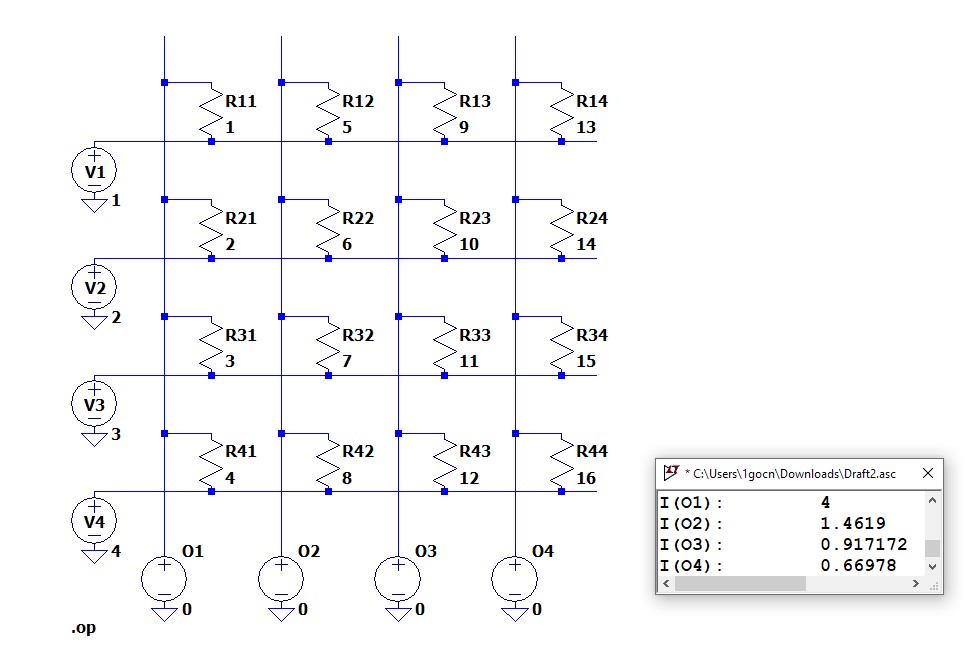 R11 R12 R13 R14
1 5 9 13
V1
1
R21 R22 R23 R24
2 6 10 14
V2
2
R31 R32 R33 R34
3 7 11 15
V3
3
R41 R42 R43 R44
4 8 12 16
V4
4
O1 O2 O3 O4
0 0 0 0
.op
* C:\Users\1gocn\Downloads\Draft2.asc
I(O1): 4
I(O2): 1.4619
I(O3): 0.917172
I(O4): 0.66978